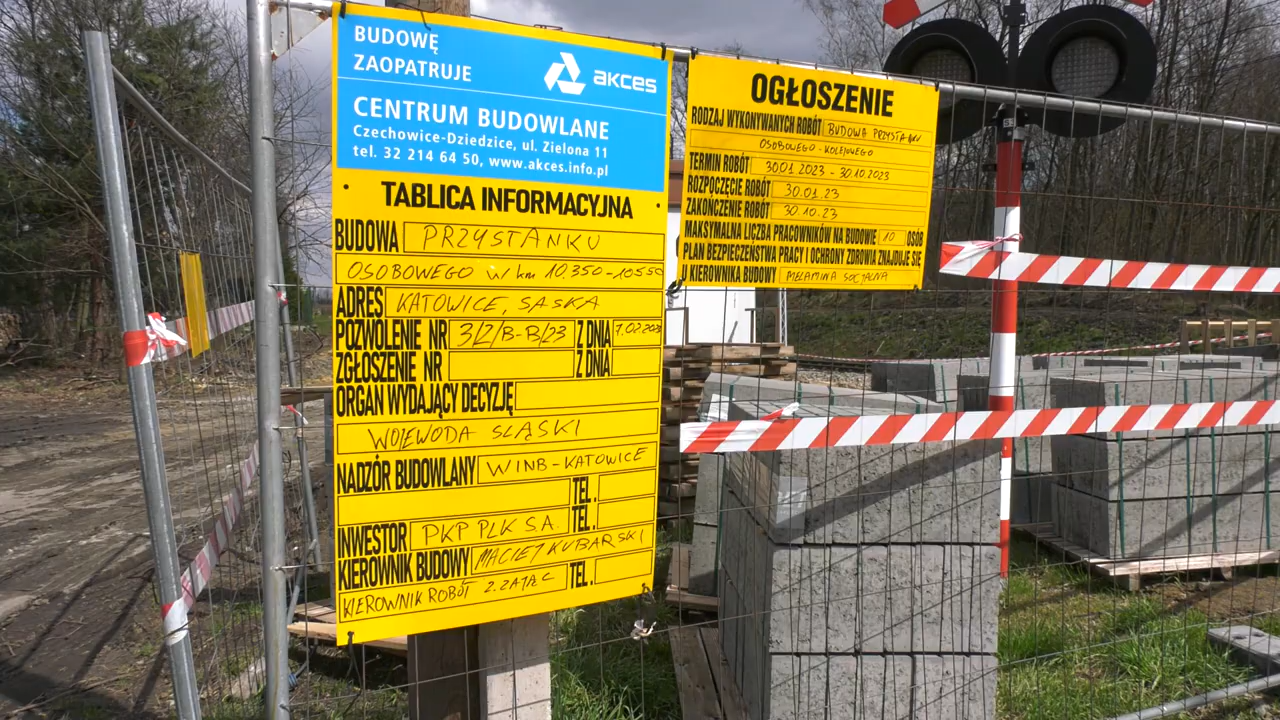 BUDOWĘ
ZAOPATRUJE
akces
CENTRUM BUDOWLANE
Czechowice-Dziedzice, ul. Zielona 11
tel. 32 214 64 50, www.akces.info.pl
TABLICA INFORMACYJNA
BUDOWA PRZYSTANKU
OSOBOWEGO w km 10.350-10550
ADRES KATOWICE, SASKA
POZWOLENIE NR 3/Z/B-B/23 Z DNIA 7.02.2023
ZGŁOSZENIE NR Z DNIA
ORGAN WYDAJĄCY DECYZJĘ
WOJEWODA SLĄSKI
NADZÓR BUDOWLANY WINB-KATOWICE
TEL.
INWESTOR PKP PLK S.A. TEL.
KIEROWNIK BUDOWY MACIEJ KUBARSKI
KIEROWNIK ROBÓT Z.ZAJĄC TEL.
OGŁOSZENIE
RODZAJ WYKONYWANYCH ROBÓT BUDOWA PRZYSTANKU
OSOBOWEGO-KOLEJOWEGO
TERMIN ROBÓT 30.01.2023 - 30.10.2023
ROZPOCZĘCIE ROBÓT 30.01.23
ZAKOŃCZENIE ROBÓT 30.10.23
MAKSYMALNA LICZBA PRACOWNIKÓW NA BUDOWIE 10 OSÓB
PLAN BEZPIECZEŃSTWA PRACY I OCHRONY ZDROWIA ZNAJDUJE SIĘ
U KIEROWNIKA BUDOWY MELAMINA SOCJALNA